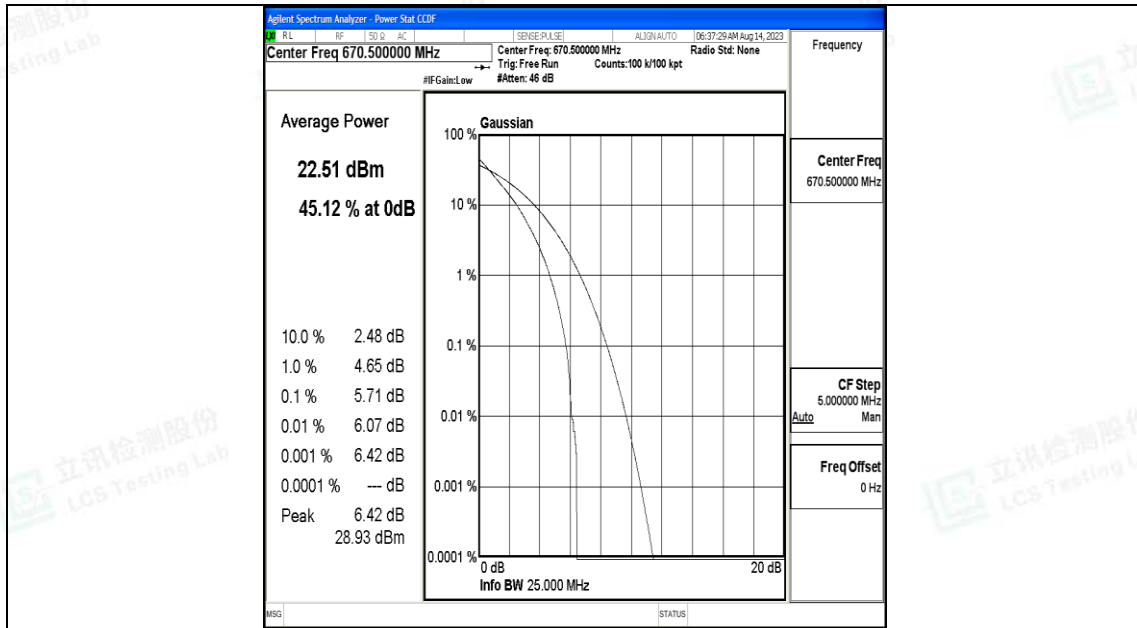 Agilent Spectrum Analyzer - Power Stat CCDF
RL RF 50 Ω AC SENSE:PULSE ALIGNAUTO 06:37:29 AM Aug 14, 2023
Center Freq 670.500000 MHz
Center Freq: 670.500000 MHz Radio Std: None
Trig: Free Run Counts:100 k/100 kpt
#IFGain:Low #Atten: 46 dB
Frequency
Average Power
22.51 dBm
45.12 % at 0dB
10.0 % 2.48 dB
1.0 % 4.65 dB
0.1 % 5.71 dB
0.01 % 6.07 dB
0.001 % 6.42 dB
0.0001 % --- dB
Peak 6.42 dB
28.93 dBm
Gaussian
100 %
10 %
1 %
0.1 %
0.01 %
0.001 %
0.0001 %
0 dB 20 dB
Info BW 25.000 MHz
Center Freq
670.500000 MHz
CF Step
5.000000 MHz
Auto Man
Freq Offset
0 Hz
MSG STATUS
立讯检测股份
LCS Testing Lab